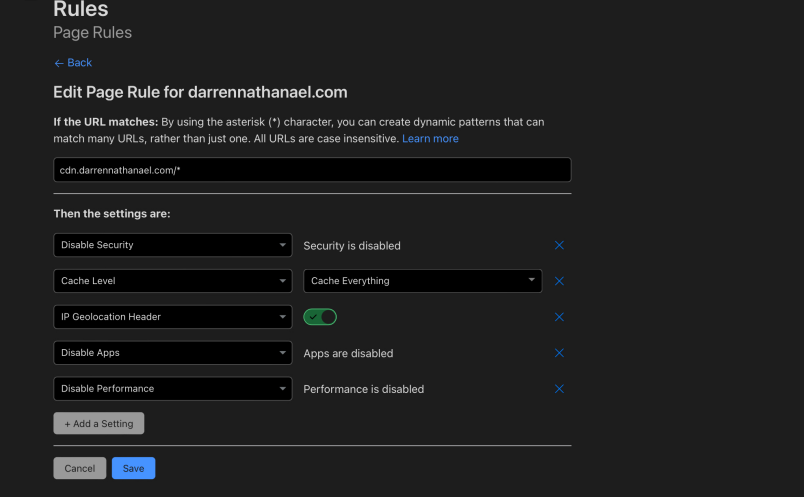 Rules
Page Rules
← Back
Edit Page Rule for darrennathanael.com
If the URL matches: By using the asterisk (*) character, you can create dynamic patterns that can
match many URLs, rather than just one. All URLs are case insensitive. Learn more
cdn.darrennathanael.com/*
Then the settings are:
Disable Security Security is disabled
Cache Level Cache Everything
IP Geolocation Header
Disable Apps Apps are disabled
Disable Performance Performance is disabled
+ Add a Setting
Cancel Save